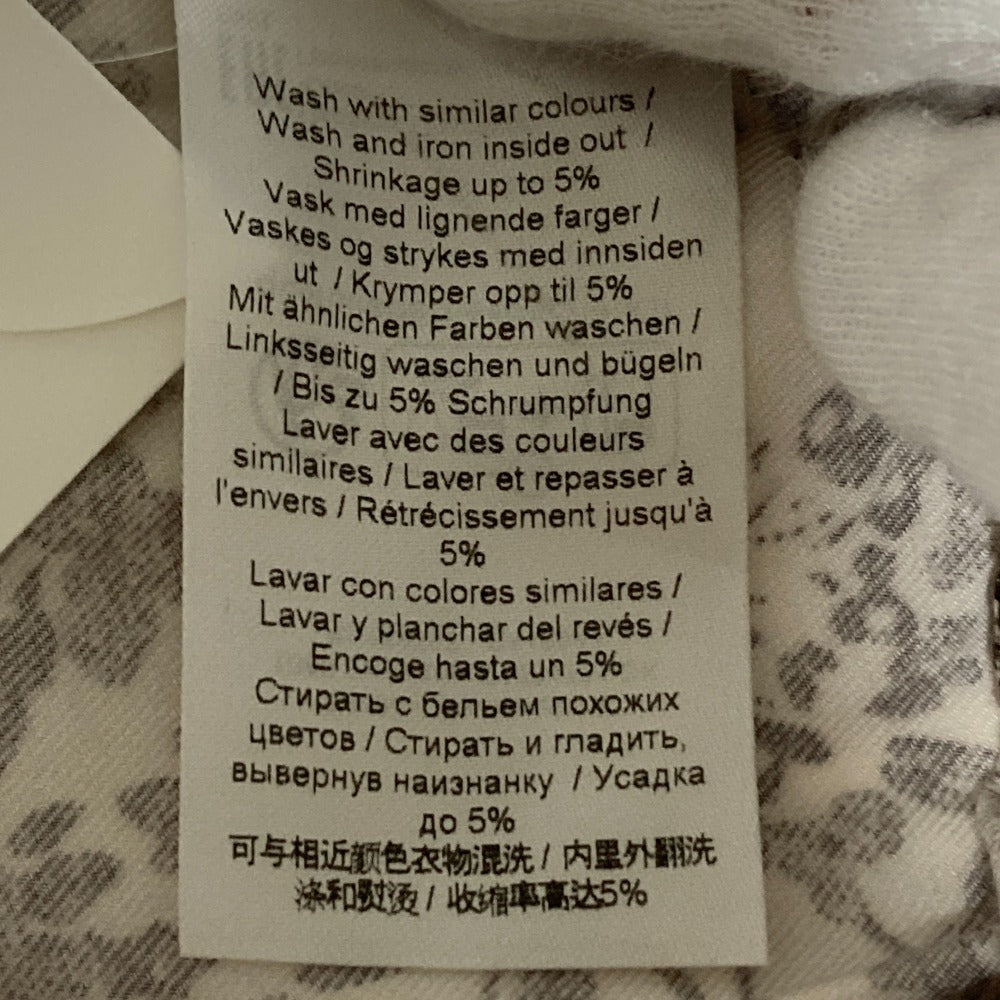 Wash with similar colours /
Wash and iron inside out /
Shrinkage up to 5%
Vask med lignende farger /
Vaskes og strykes med innsiden
ut / Krymper opp til 5%
Mit ähnlichen Farben waschen /
Linksseitig waschen und bügeln
/ Bis zu 5% Schrumpfung
Laver avec des couleurs
similaires / Laver et repasser à
l'envers / Rétrécissement jusqu'à
5%
Lavar con colores similares /
Lavar y planchar del revés /
Encoge hasta un 5%
Стирать с бельем похожих
цветов / Стирать и гладить,
вывернув наизнанку / Усадка
до 5%
可与相近颜色衣物混洗 / 内里外翻洗
涤和熨烫 / 收缩率高达5%